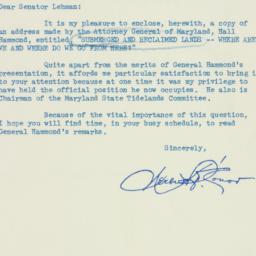 Dear Senator Lehman:
It is my pleasure to enclose, herewith, a copy of
an address made by the Attorney General of Maryland, Hall
Hammond, entitled, "SUBMERGED AND RECLAIMED LANDS -- WHERE ARE
WE AND WHERE DO WE GO FROM HERE?"
Quite apart from the merits of General Hammond's
presentation, it affords me particular satisfaction to bring it
to your attention because at one time it was my privilege to
have held the official position he now occupies. He also is
Chairman of the Maryland State Tidelands Committee.
Because of the vital importance of this question,
I hope you will find time, in your busy schedule, to read
General Hammond's remarks.
Sincerely,